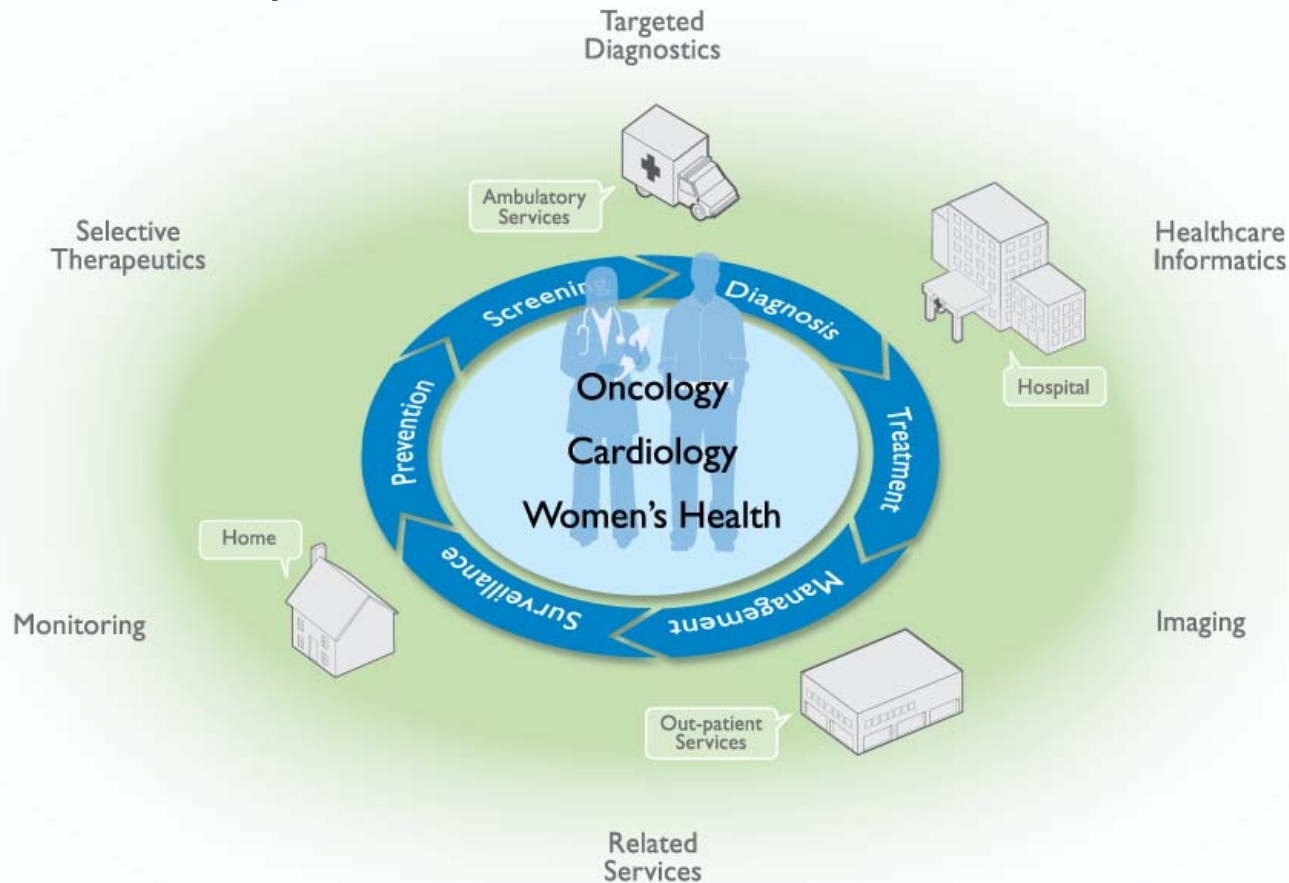 Targeted
Diagnostics
Ambulatory
Services
Selective
Therapeutics
Healthcare
Informatics
Screening
Diagnosis
Hospital
Oncology
Prevention
Treatment
Cardiology
Women's Health
Home
Surveillance
Management
Monitoring
Imaging
Out-patient
Services
Related
Services